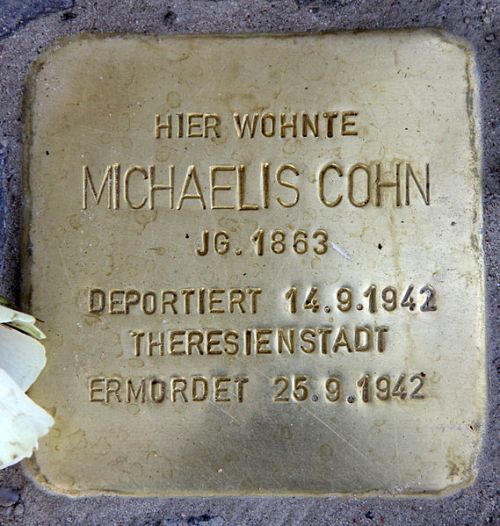 HIER WOHNTE
MICHAELIS COHN
JG. 1863
DEPORTIERT 14.9.1942
THERESIENSTADT
ERMORDET 25.9.1942